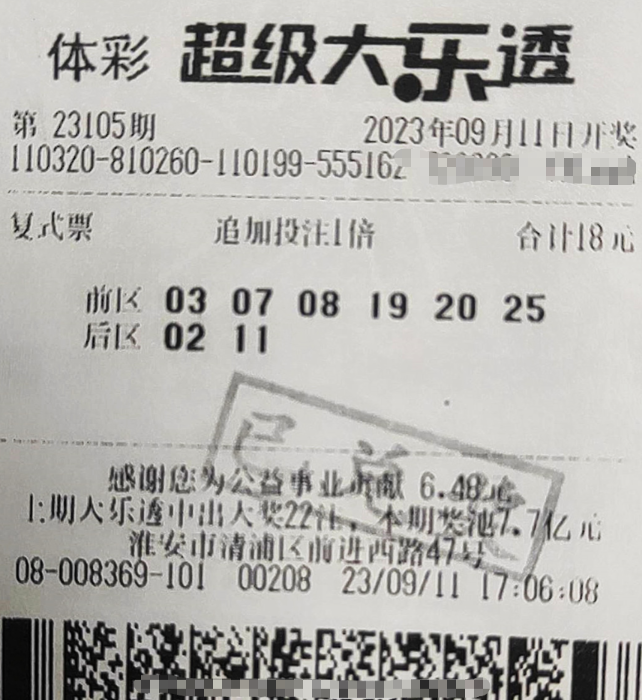 体彩 超级大乐透
第 23105期 2023年09月11日开奖
110320-810260-110199-555162
复式票 追加投注1倍 合计18元
前区 03 07 08 19 20 25
后区 02 11
已兑
感谢您为公益事业贡献 6.48元
上期大乐透中出大奖22注，本期奖池7.7亿元
淮安市清浦区前进西路47号
08-008369-101 00208 23/09/11 17:06:08